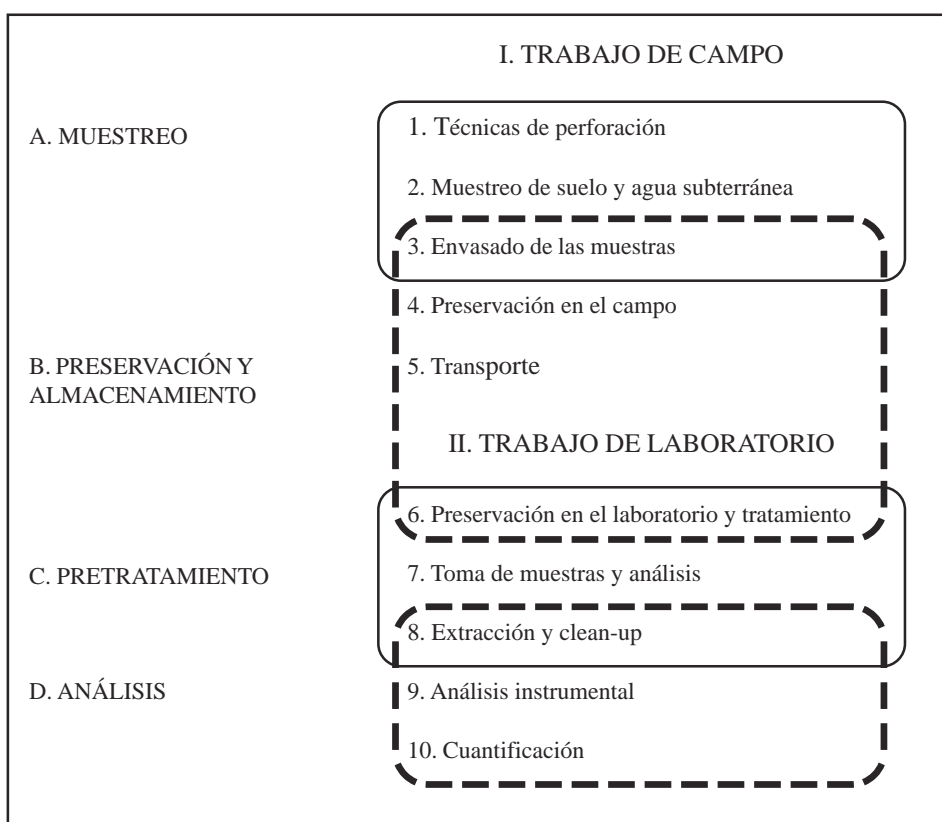 I. TRABAJO DE CAMPO
A. MUESTREO
1. Técnicas de perforación
2. Muestreo de suelo y agua subterránea
3. Envasado de las muestras
4. Preservación en el campo
B. PRESERVACIÓN Y
ALMACENAMIENTO
5. Transporte
II. TRABAJO DE LABORATORIO
6. Preservación en el laboratorio y tratamiento
C. PRETRATAMIENTO
7. Toma de muestras y análisis
8. Extracción y clean-up
D. ANÁLISIS
9. Análisis instrumental
10. Cuantificación